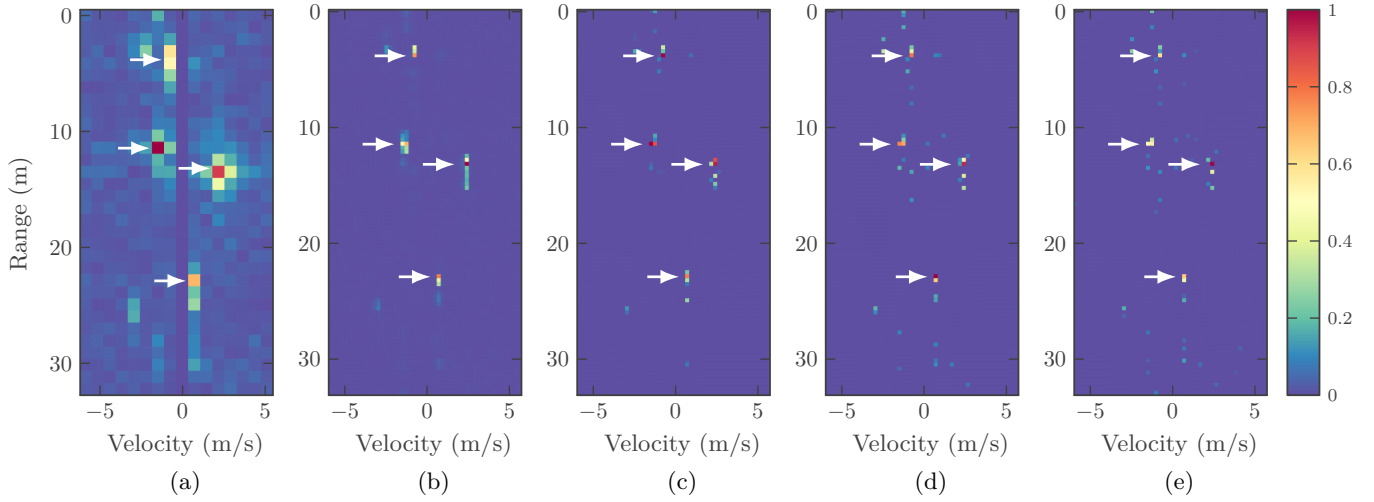 0 0 0 0 0 1
0.8
10 10 10 10 10
0.6
Range (m)
20 20 20 20 20
0.4
0.2
30 30 30 30 30
0
−5 0 5 −5 0 5 −5 0 5 −5 0 5 −5 0 5
Velocity (m/s) Velocity (m/s) Velocity (m/s) Velocity (m/s) Velocity (m/s)
(a) (b) (c) (d) (e)